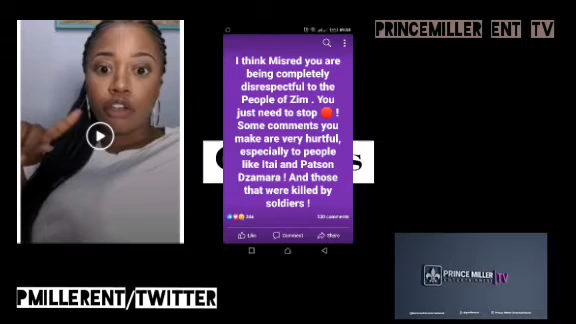 PRINCEMILLER ENT TV
I think Misred you are
being completely
disrespectful to the
People of Zim . You
just need to stop 🛑 !
Some comments you
make are very hurtful,
especially to people
like Itai and Patson
Dzamara ! And those
that were killed by
soldiers !
Like
Comment
Share
PRINCE MILLER TV
ENTERTAINMENT
PMILLERENT/TWITTER